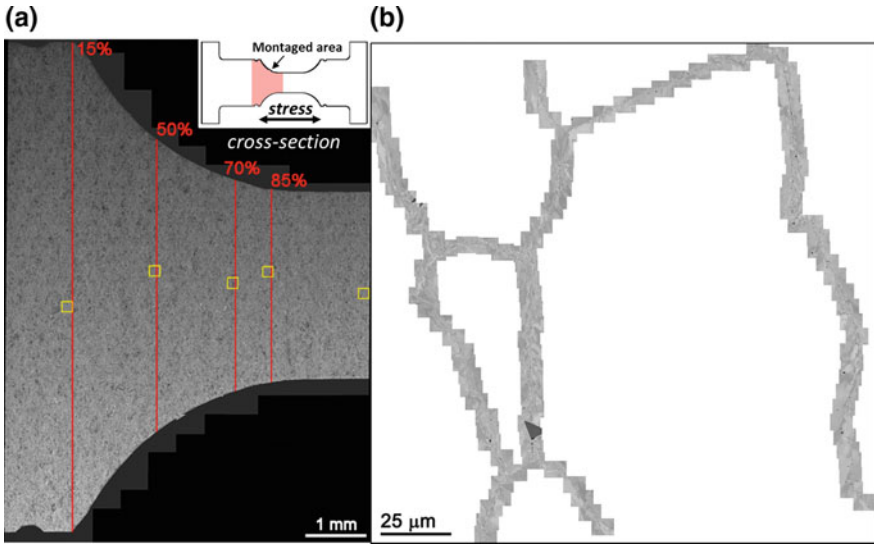 (a)
15%
Montaged area
stress
cross-section
50%
70%
85%
1 mm
(b)
25 μm